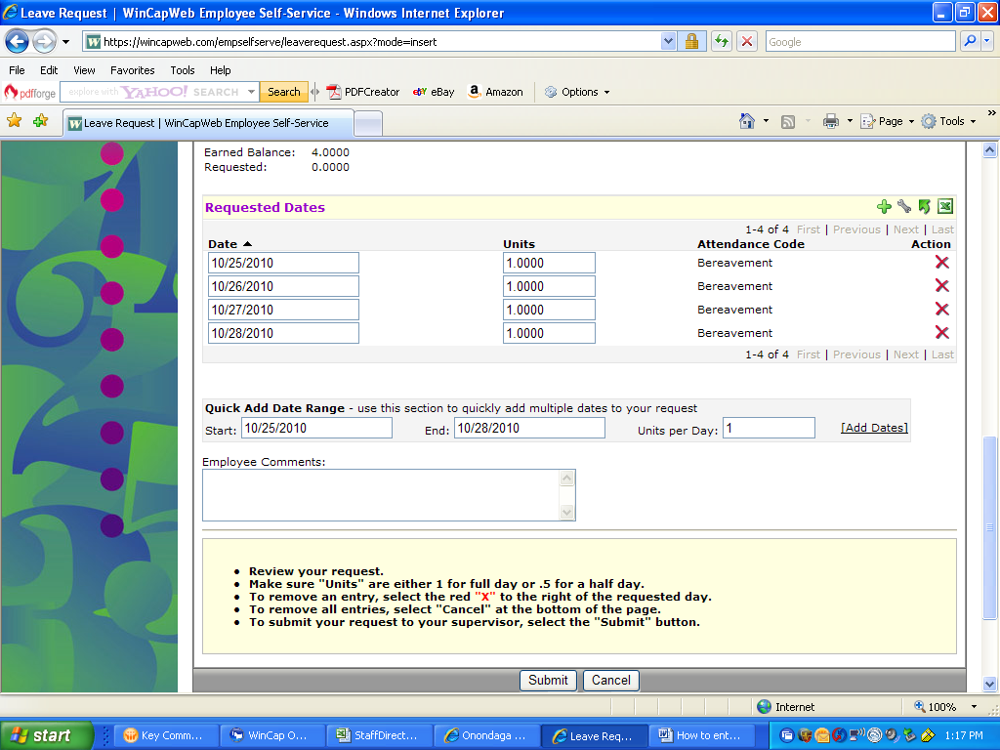 Leave Request | WinCapWeb Employee Self-Service - Windows Internet Explorer
https://wincapweb.com/empselfserve/leaverequest.aspx?mode=insert
Google
File Edit View Favorites Tools Help
pdfforge explore with YAHOO! SEARCH Search PDFCreator eBay Amazon Options
Leave Request | WinCapWeb Employee Self-Service
Page Tools
Earned Balance: 4.0000
Requested: 0.0000
Requested Dates
1-4 of 4 First | Previous | Next | Last
Date Units Attendance Code Action
10/25/2010 1.0000 Bereavement
10/26/2010 1.0000 Bereavement
10/27/2010 1.0000 Bereavement
10/28/2010 1.0000 Bereavement
1-4 of 4 First | Previous | Next | Last
Quick Add Date Range - use this section to quickly add multiple dates to your request
Start: 10/25/2010 End: 10/28/2010 Units per Day: 1 [Add Dates]
Employee Comments:
• Review your request.
• Make sure "Units" are either 1 for full day or .5 for a half day.
• To remove an entry, select the red "X" to the right of the requested day.
• To remove all entries, select "Cancel" at the bottom of the page.
• To submit your request to your supervisor, select the "Submit" button.
Submit Cancel
Internet 100%
start Key Comm... WinCap O... StaffDirect... Onondaga ... Leave Req... How to ent... 1:17 PM